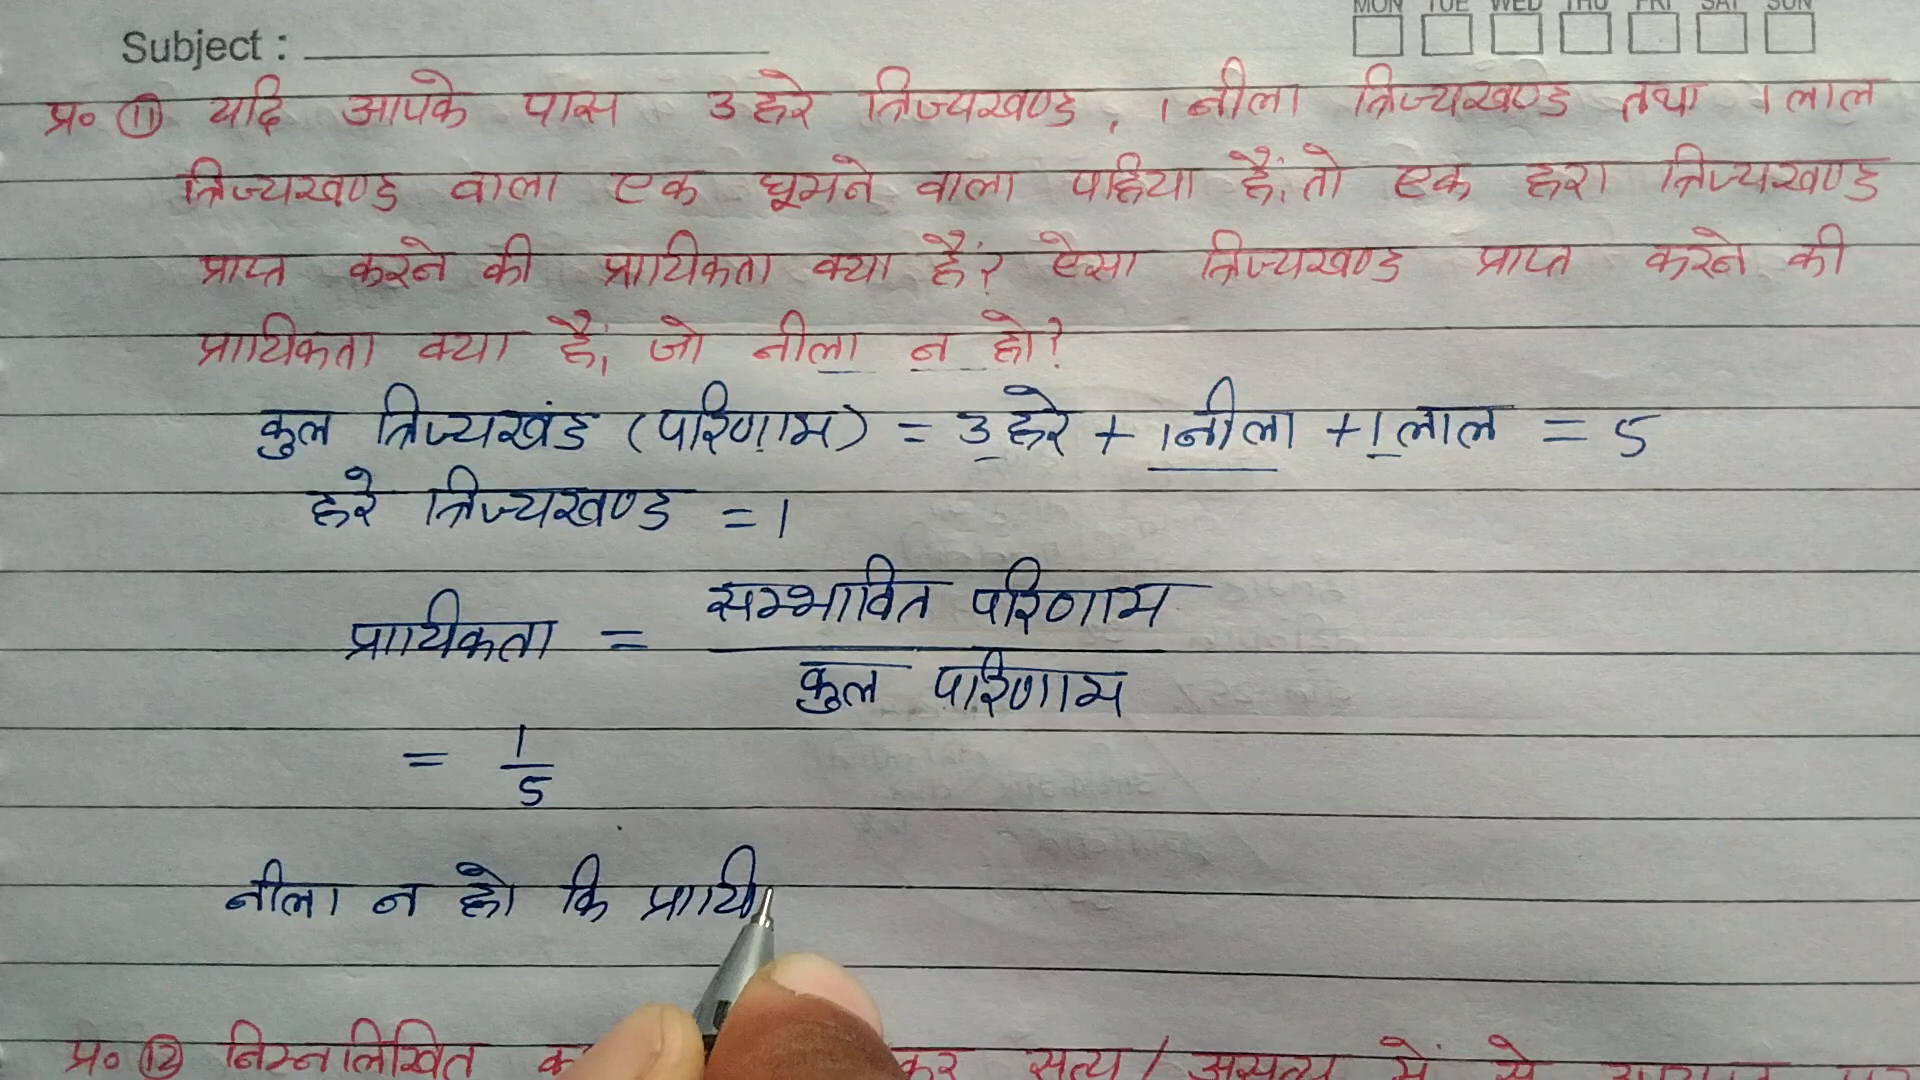 MON TUE WED THU FRI SAT SUN
Subject :
प्र० ⑪ यदि आपके पास 3 हरे त्रिज्यखण्ड, 1 नीला त्रिज्यखण्ड तथा 1 लाल
त्रिज्यखण्ड वाला एक घूमने वाला पहिया हैं, तो एक हरा त्रिज्यखण्ड
प्राप्त करने की प्रायिकता क्या हैं? ऐसा त्रिज्यखण्ड प्राप्त करने की
प्रायिकता क्या हैं, जो नीला न हो?
कुल त्रिज्यखंड (परिणाम) = 3 हरे + 1 नीला + 1 लाल = 5
हरे त्रिज्यखण्ड = 1
प्रायिकता = सम्भावित परिणाम
कुल परिणाम
= 1/5
नीला न हो कि प्रायि
प्र० ⑫ निम्नलिखित कर सत्य / असत्य में से